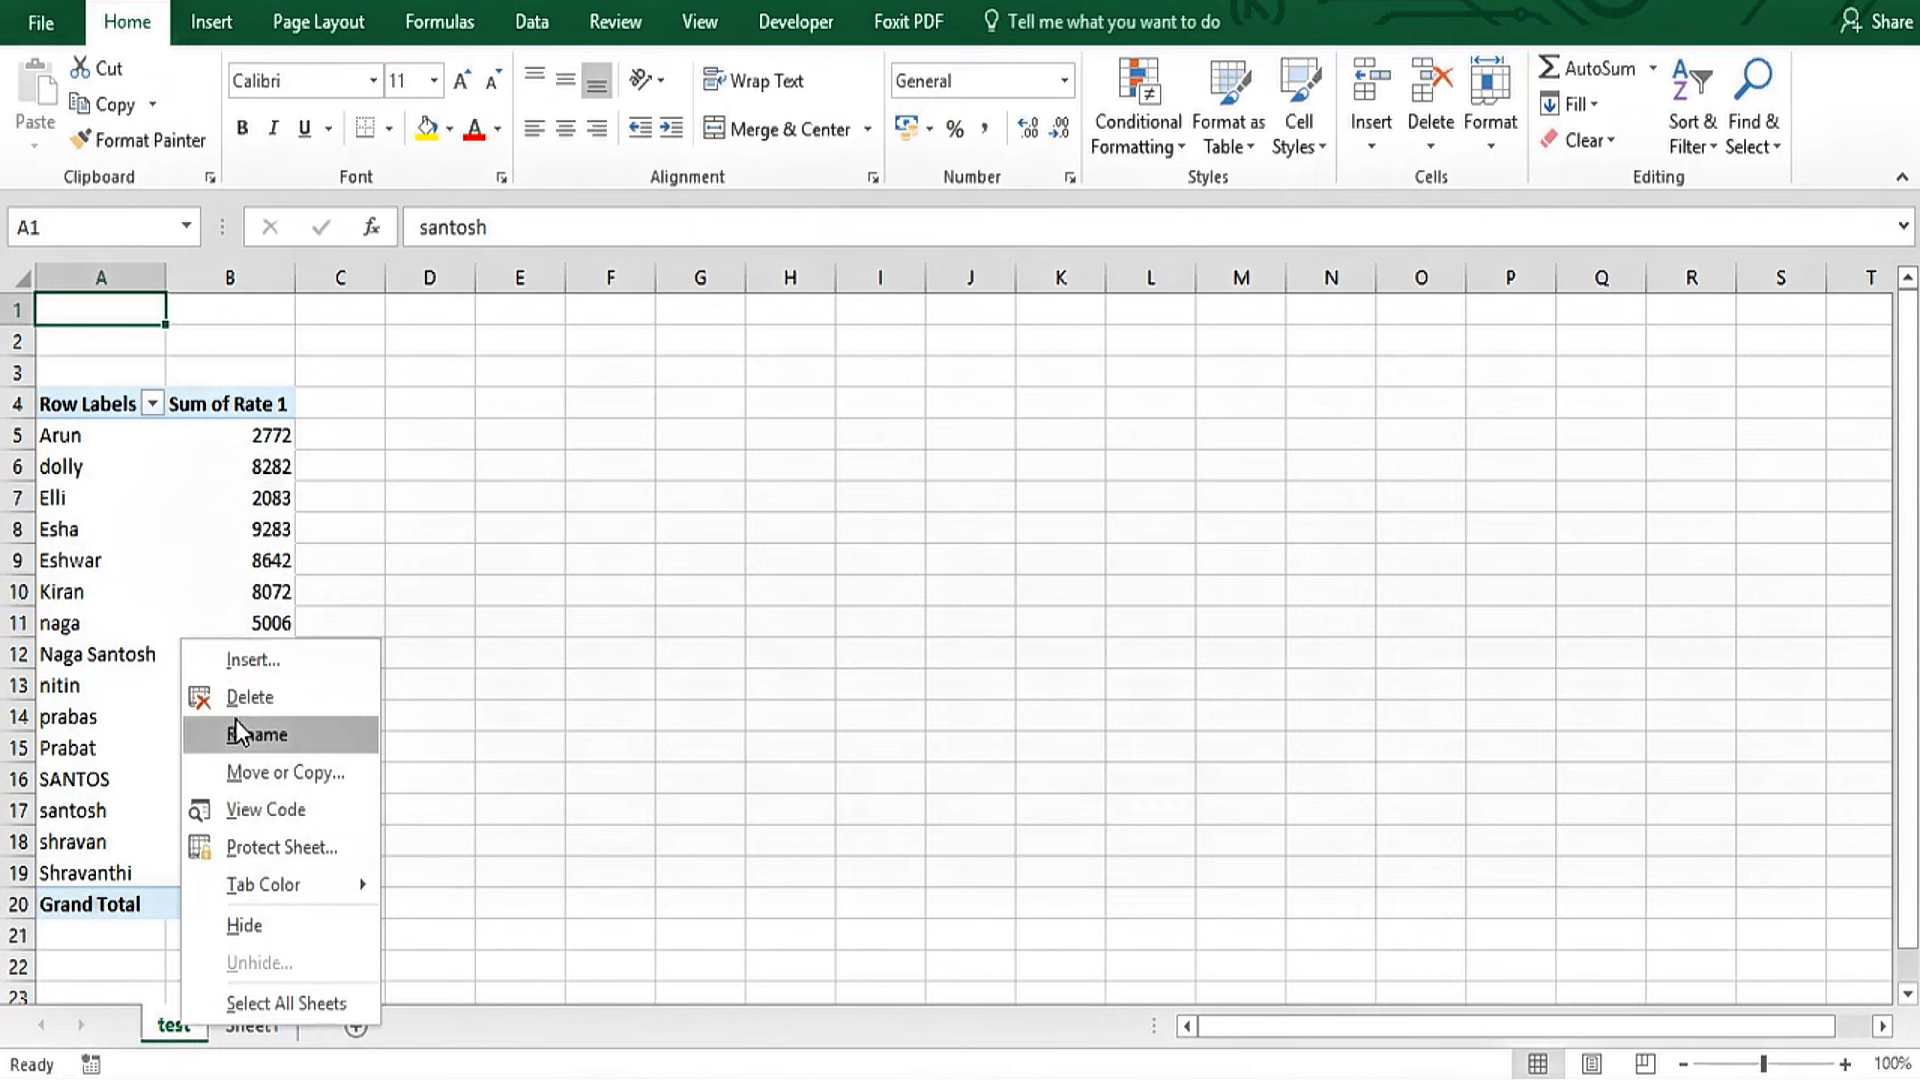 File Home Insert Page Layout Formulas Data Review View Developer Foxit PDF Tell me what you want to do Share
Paste
Cut
Copy
Format Painter
Clipboard
Calibri 11
B I U
Font
Wrap Text
Merge & Center
Alignment
General
%
Number
Conditional Formatting
Format as Table
Cell Styles
Styles
Insert
Delete
Format
Cells
AutoSum
Fill
Clear
Sort & Filter
Find & Select
Editing
A1 fx santosh
A B C D E F G H I J K L M N O P Q R S T
1
2
3
4 Row Labels Sum of Rate 1
5 Arun 2772
6 dolly 8282
7 Elli 2083
8 Esha 9283
9 Eshwar 8642
10 Kiran 8072
11 naga 5006
12 Naga Santosh
13 nitin
14 prabas
15 Prabat
16 SANTOS
17 santosh
18 shravan
19 Shravanthi
20 Grand Total
21
22
23
Insert...
Delete
Rename
Move or Copy...
View Code
Protect Sheet...
Tab Color
Hide
Unhide...
Select All Sheets
test Sheet1
Ready 100%